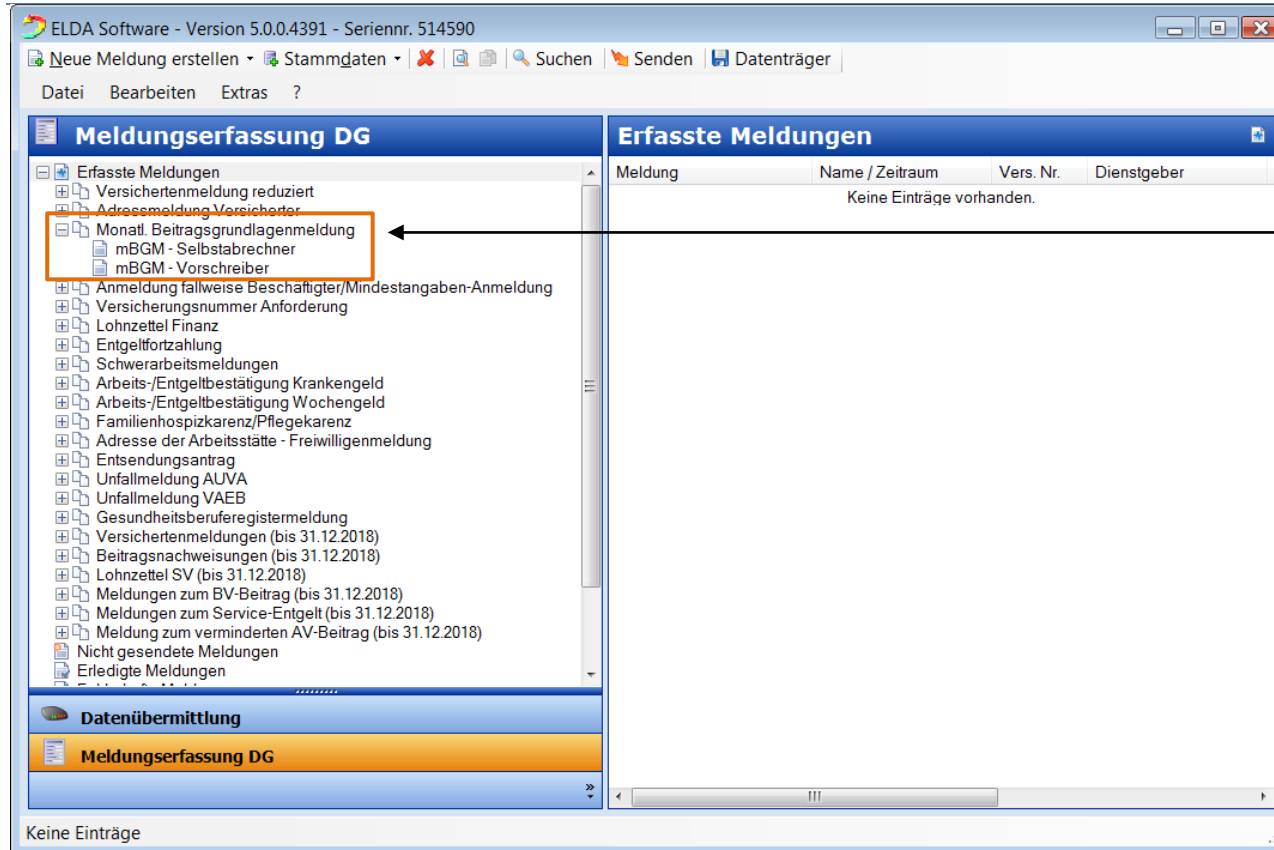 ELDA Software - Version 5.0.0.4391 - Seriennr. 514590
Neue Meldung erstellen Stammdaten Suchen Senden Datenträger
Datei Bearbeiten Extras ?
Meldungserfassung DG
Erfasste Meldungen
Versichertenmeldung reduziert
Adressmeldung Versicherter
Monatl. Beitragsgrundlagenmeldung
mBGM - Selbstabrechner
mBGM - Vorschreiber
Anmeldung fallweise Beschäftigter/Mindestangaben-Anmeldung
Versicherungsnummer Anforderung
Lohnzettel Finanz
Entgeltfortzahlung
Schwerarbeitsmeldungen
Arbeits-/Entgeltbestätigung Krankengeld
Arbeits-/Entgeltbestätigung Wochengeld
Familienhospizkarenz/Pflegekarenz
Adresse der Arbeitsstätte - Freiwilligenmeldung
Entsendungsantrag
Unfallmeldung AUVA
Unfallmeldung VAEB
Gesundheitsberuferegistermeldung
Versichertenmeldungen (bis 31.12.2018)
Beitragsnachweisungen (bis 31.12.2018)
Lohnzettel SV (bis 31.12.2018)
Meldungen zum BV-Beitrag (bis 31.12.2018)
Meldungen zum Service-Entgelt (bis 31.12.2018)
Meldung zum verminderten AV-Beitrag (bis 31.12.2018)
Nicht gesendete Meldungen
Erledigte Meldungen
Datenübermittlung
Meldungserfassung DG
Erfasste Meldungen
Meldung Name / Zeitraum Vers. Nr. Dienstgeber
Keine Einträge vorhanden.
Keine Einträge